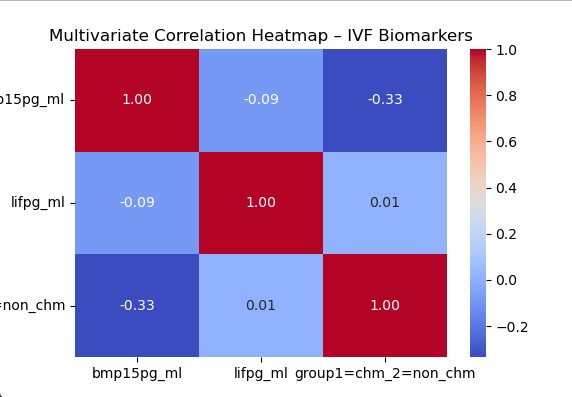 Multivariate Correlation Heatmap – IVF Biomarkers
1.0
15pg_ml 1.00 -0.09 -0.33
0.8
0.6
lifpg_ml -0.09 1.00 0.01
0.4
0.2
0.0
=non_chm -0.33 0.01 1.00
−0.2
bmp15pg_ml lifpg_ml group1=chm_2=non_chm